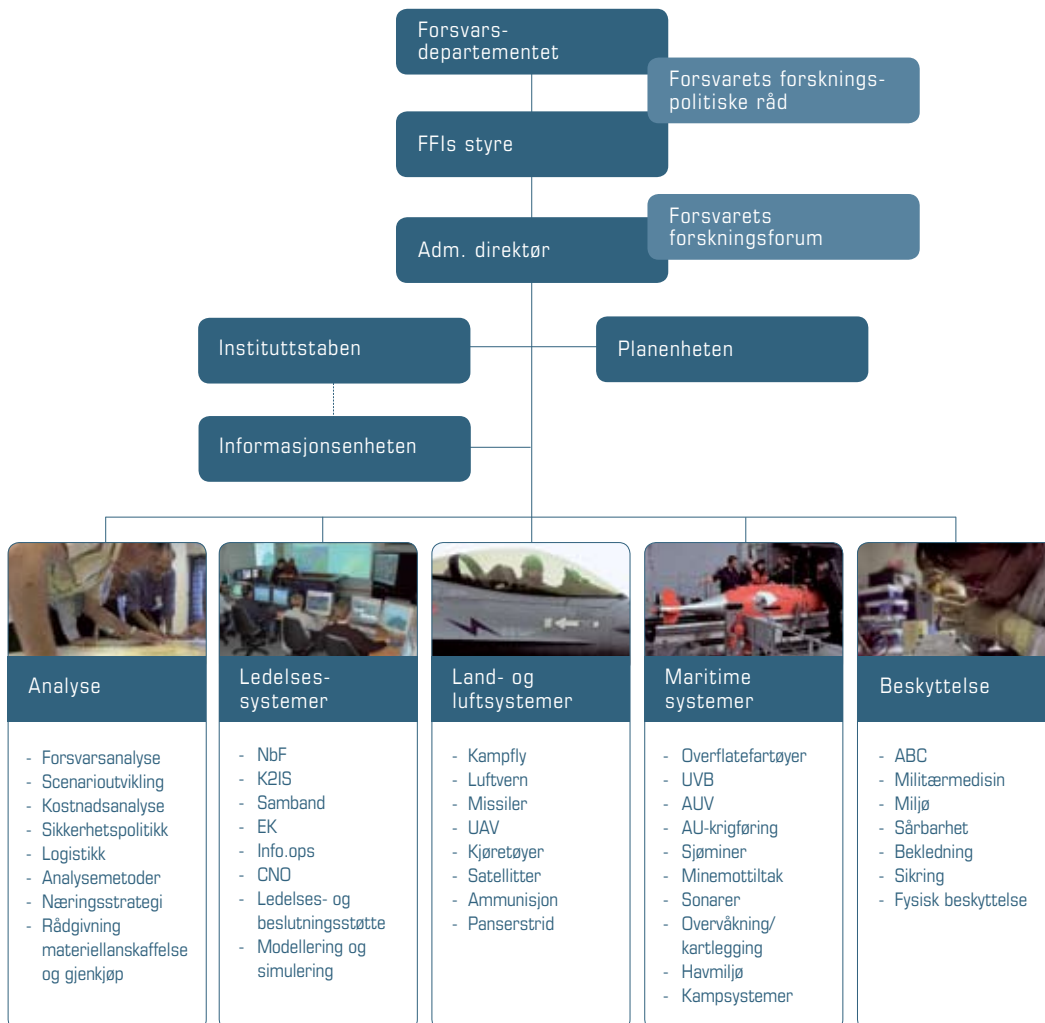 Forsvars-
departementet
Forsvarets forsknings-
politiske råd
FFIs styre
Forsvarets
forskningsforum
Adm. direktør
Instituttstaben
Planenheten
Informasjonsenheten
Analyse
- Forsvarsanalyse
- Scenarioutvikling
- Kostnadsanalyse
- Sikkerhetspolitikk
- Logistikk
- Analysemetoder
- Næringsstrategi
- Rådgivning
materiellanskaffelse
og gjenkjøp
Ledelses-
systemer
- NbF
- K2IS
- Samband
- EK
- Info.ops
- CNO
- Ledelses- og
beslutningsstøtte
- Modellering og
simulering
Land- og
luftsystemer
- Kampfly
- Luftvern
- Missiler
- UAV
- Kjøretøyer
- Satellitter
- Ammunisjon
- Panserstrid
Maritime
systemer
- Overflatefartøyer
- UVB
- AUV
- AU-krigføring
- Sjøminer
- Minemottiltak
- Sonarer
- Overvåkning/
kartlegging
- Havmiljø
- Kampsystemer
Beskyttelse
- ABC
- Militærmedisin
- Miljø
- Sårbarhet
- Bekledning
- Sikring
- Fysisk beskyttelse